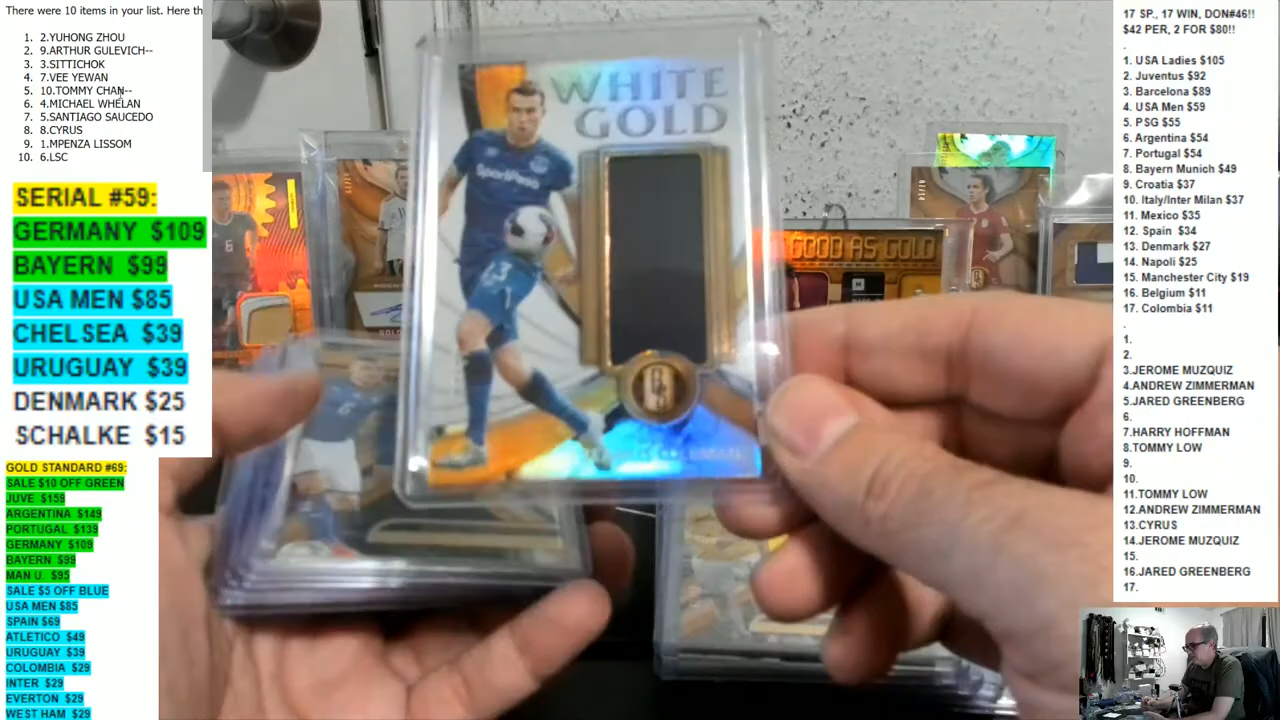 There were 10 items in your list. Here th
1. 2.YUHONG ZHOU
2. 9.ARTHUR GULEVICH--
3. 3.SITTICHOK
4. 7.VEE YEWAN
5. 10.TOMMY CHAN--
6. 4.MICHAEL WHELAN
7. 5.SANTIAGO SAUCEDO
8. 8.CYRUS
9. 1.MPENZA LISSOM
10. 6.LSC
SERIAL #59:
GERMANY $109
BAYERN $99
USA MEN $85
CHELSEA $39
URUGUAY $39
DENMARK $25
SCHALKE $15
GOLD STANDARD #69:
SALE $10 OFF GREEN
JUVE $159
ARGENTINA $149
PORTUGAL $139
GERMANY $109
BAYERN $99
MAN U. $95
SALE $5 OFF BLUE
USA MEN $85
SPAIN $69
ATLETICO $49
URUGUAY $39
COLOMBIA $29
INTER $29
EVERTON $29
WEST HAM $29
WHITE
GOLD
SportPesa
23
COLEMAN
GOOD AS GOLD
17 SP., 17 WIN, DON#46!!
$42 PER, 2 FOR $80!!
.
1. USA Ladies $105
2. Juventus $92
3. Barcelona $89
4. USA Men $59
5. PSG $55
6. Argentina $54
7. Portugal $54
8. Bayern Munich $49
9. Croatia $37
10. Italy/Inter Milan $37
11. Mexico $35
12. Spain $34
13. Denmark $27
14. Napoli $25
15. Manchester City $19
16. Belgium $11
17. Colombia $11
.
1.
2.
3.JEROME MUZQUIZ
4.ANDREW ZIMMERMAN
5.JARED GREENBERG
6.
7.HARRY HOFFMAN
8.TOMMY LOW
9.
10.
11.TOMMY LOW
12.ANDREW ZIMMERMAN
13.CYRUS
14.JEROME MUZQUIZ
15.
16.JARED GREENBERG
17.